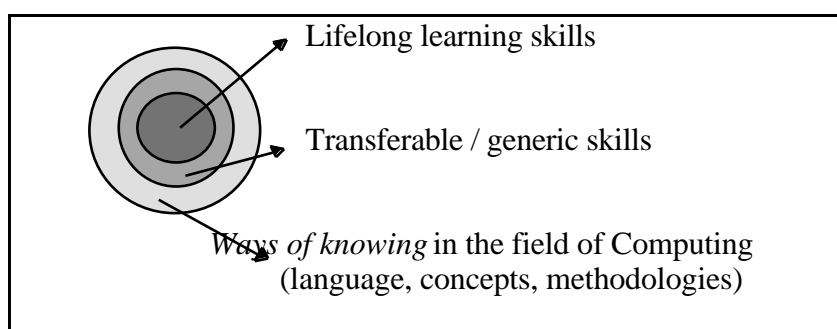 Lifelong learning skills
Transferable / generic skills
Ways of knowing in the field of Computing
(language, concepts, methodologies)